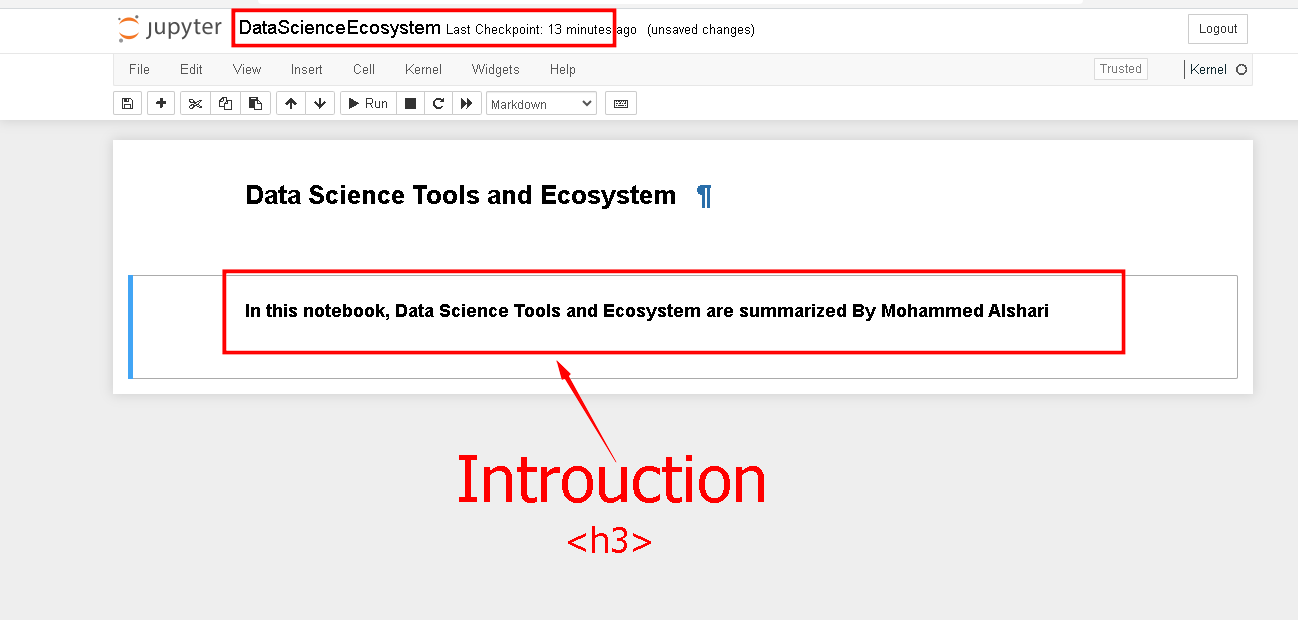 jupyter DataScienceEcosystem Last Checkpoint: 13 minutes ago (unsaved changes) Logout
File Edit View Insert Cell Kernel Widgets Help Trusted Kernel
Run Markdown
Data Science Tools and Ecosystem ¶
In this notebook, Data Science Tools and Ecosystem are summarized By Mohammed Alshari
Introuction
<h3>